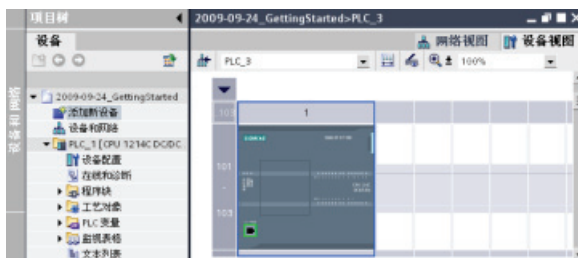 项目树
2009-09-24_GettingStarted>PLC_3
设备
网络视图
设备视图
PLC_3
100%
设备和网络
2009-09-24_GettingStarted
添加新设备
设备和网络
PLC_1 [CPU 1214C DC/DC
设备配置
在线和诊断
程序块
工艺对象
PLC 变量
监视表格
文本列表
103
1
101
103
SIEMENS